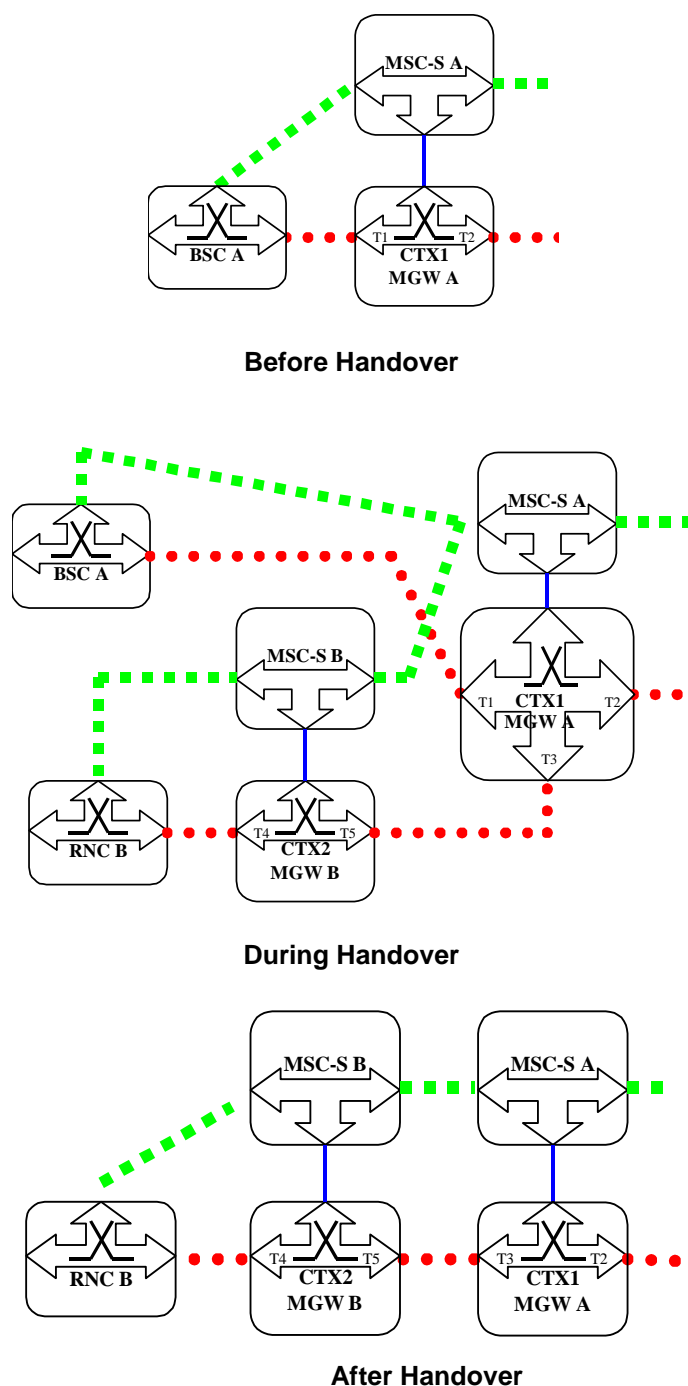 MSC-S A
T1
T2
BSC A
CTX1
MGW A
Before Handover
MSC-S A
BSC A
MSC-S B
T1
CTX1
T2
MGW A
T3
T4
T5
RNC B
CTX2
MGW B
During Handover
MSC-S B
MSC-S A
T4
T5
T3
T2
RNC B
CTX2
CTX1
MGW B
MGW A
After Handover